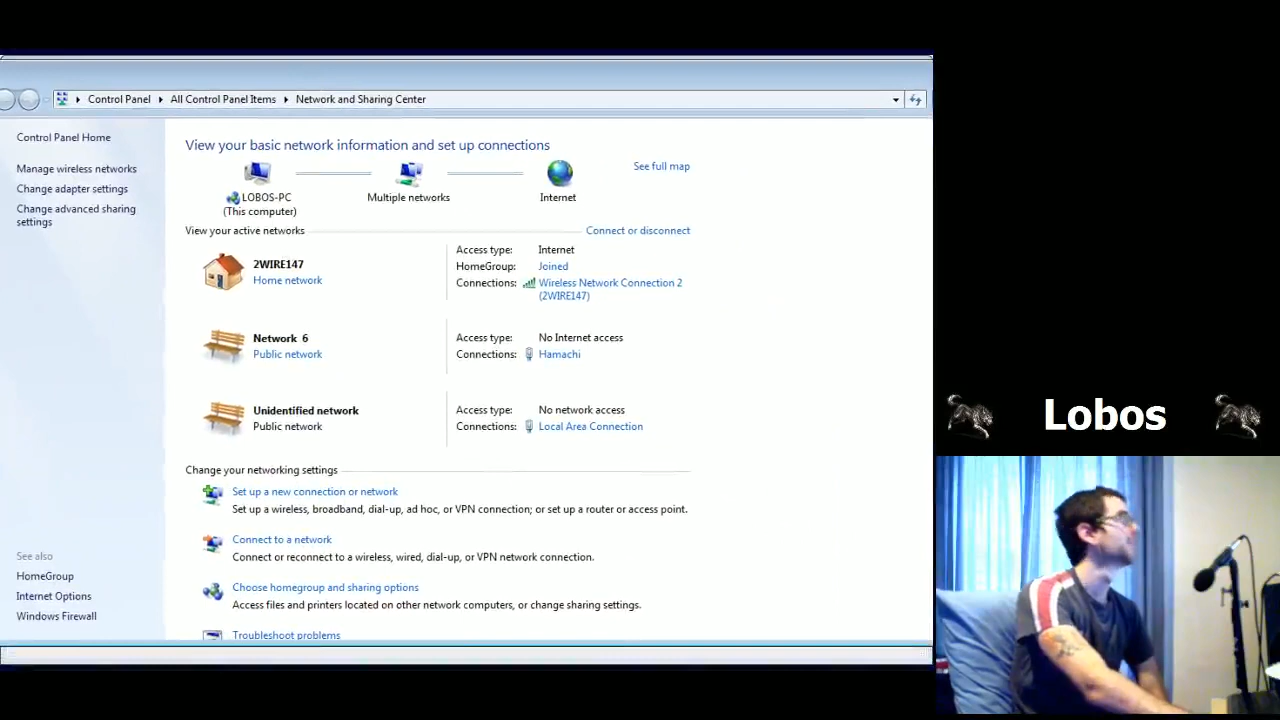 Control Panel
All Control Panel Items
Network and Sharing Center
Control Panel Home
Manage wireless networks
Change adapter settings
Change advanced sharing
settings
See also
HomeGroup
Internet Options
Windows Firewall
View your basic network information and set up connections
See full map
LOBOS-PC
(This computer)
Multiple networks
Internet
View your active networks
Connect or disconnect
2WIRE147
Home network
Access type: Internet
HomeGroup: Joined
Connections: Wireless Network Connection 2
(2WIRE147)
Network 6
Public network
Access type: No Internet access
Connections: Hamachi
Unidentified network
Public network
Access type: No network access
Connections: Local Area Connection
Change your networking settings
Set up a new connection or network
Set up a wireless, broadband, dial-up, ad hoc, or VPN connection; or set up a router or access point.
Connect to a network
Connect or reconnect to a wireless, wired, dial-up, or VPN network connection.
Choose homegroup and sharing options
Access files and printers located on other network computers, or change sharing settings.
Troubleshoot problems
Lobos